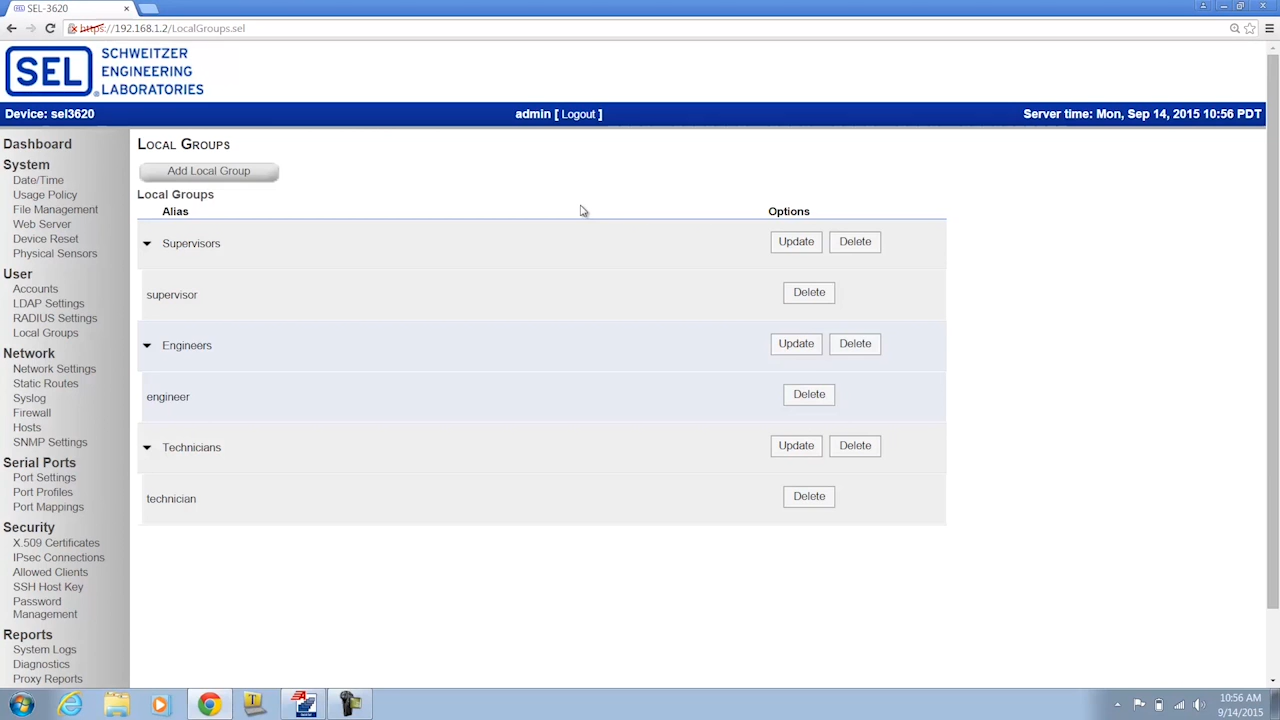 SEL-3620
https://192.168.1.2/LocalGroups.sel
SEL
SCHWEITZER
ENGINEERING
LABORATORIES
Device: sel3620
admin [ Logout ]
Server time: Mon, Sep 14, 2015 10:56 PDT
Dashboard
System
Date/Time
Usage Policy
File Management
Web Server
Device Reset
Physical Sensors
User
Accounts
LDAP Settings
RADIUS Settings
Local Groups
Network
Network Settings
Static Routes
Syslog
Firewall
Hosts
SNMP Settings
Serial Ports
Port Settings
Port Profiles
Port Mappings
Security
X.509 Certificates
IPsec Connections
Allowed Clients
SSH Host Key
Password
Management
Reports
System Logs
Diagnostics
Proxy Reports
LOCAL GROUPS
Add Local Group
Local Groups
Alias Options
Supervisors Update Delete
supervisor Delete
Engineers Update Delete
engineer Delete
Technicians Update Delete
technician Delete
10:56 AM
9/14/2015